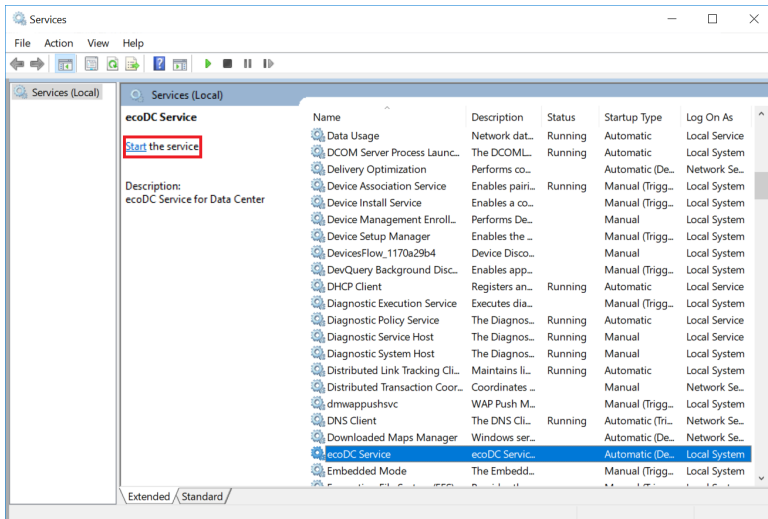 Services
File Action View Help
Services (Local)
Services (Local)
ecoDC Service
Start the service
Description:
ecoDC Service for Data Center
Name Description Status Startup Type Log On As
Data Usage Network dat... Running Automatic Local Service
DCOM Server Process Launc... The DCOML... Running Automatic Local System
Delivery Optimization Performs co... Automatic (De... Network Se...
Device Association Service Enables pairi... Running Manual (Trigg... Local System
Device Install Service Enables a co... Manual (Trigg... Local System
Device Management Enroll... Performs De... Manual Local System
Device Setup Manager Enables the ... Manual (Trigg... Local System
DevicesFlow_1170a29b4 Device Disco... Manual Local System
DevQuery Background Disc... Enables app... Manual (Trigg... Local System
DHCP Client Registers an... Running Automatic Local Service
Diagnostic Execution Service Executes dia... Manual (Trigg... Local System
Diagnostic Policy Service The Diagnos... Running Automatic Local Service
Diagnostic Service Host The Diagnos... Running Manual Local Service
Diagnostic System Host The Diagnos... Running Manual Local System
Distributed Link Tracking Cli... Maintains li... Running Automatic Local System
Distributed Transaction Coor... Coordinates ... Manual Network Se...
dmwappushsvc WAP Push M... Manual (Trigg... Local System
DNS Client The DNS Cli... Running Automatic (Tri... Network Se...
Downloaded Maps Manager Windows ser... Automatic (De... Network Se...
ecoDC Service ecoDC Servic... Automatic (De... Local System
Embedded Mode The Embedd... Manual (Trigg... Local System
Extended Standard